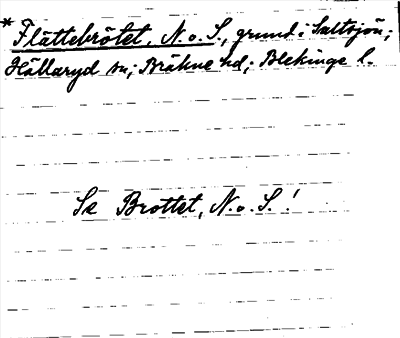 * Flättebrötet, N. o. S., grund i Saltsjön;
Hällaryd sn; Bräkne hd; Blekinge l.
Se Brottet, N. o. S. !